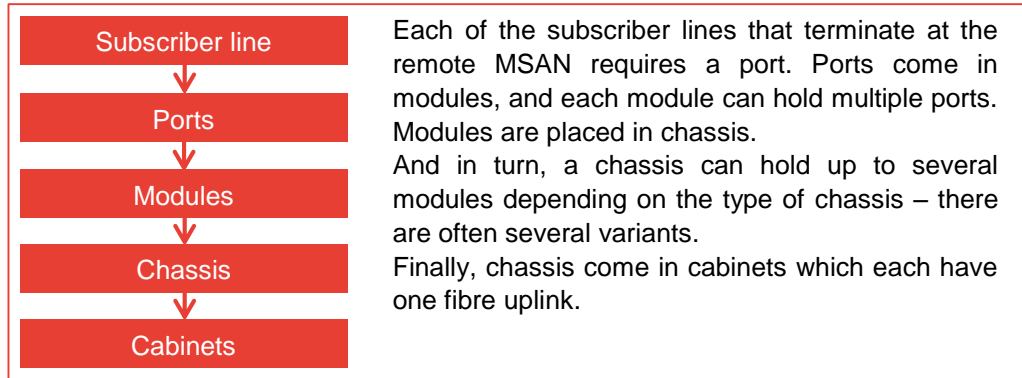 Subscriber line
Ports
Modules
Chassis
Cabinets
Each of the subscriber lines that terminate at the
remote MSAN requires a port. Ports come in
modules, and each module can hold multiple ports.
Modules are placed in chassis.
And in turn, a chassis can hold up to several
modules depending on the type of chassis – there
are often several variants.
Finally, chassis come in cabinets which each have
one fibre uplink.